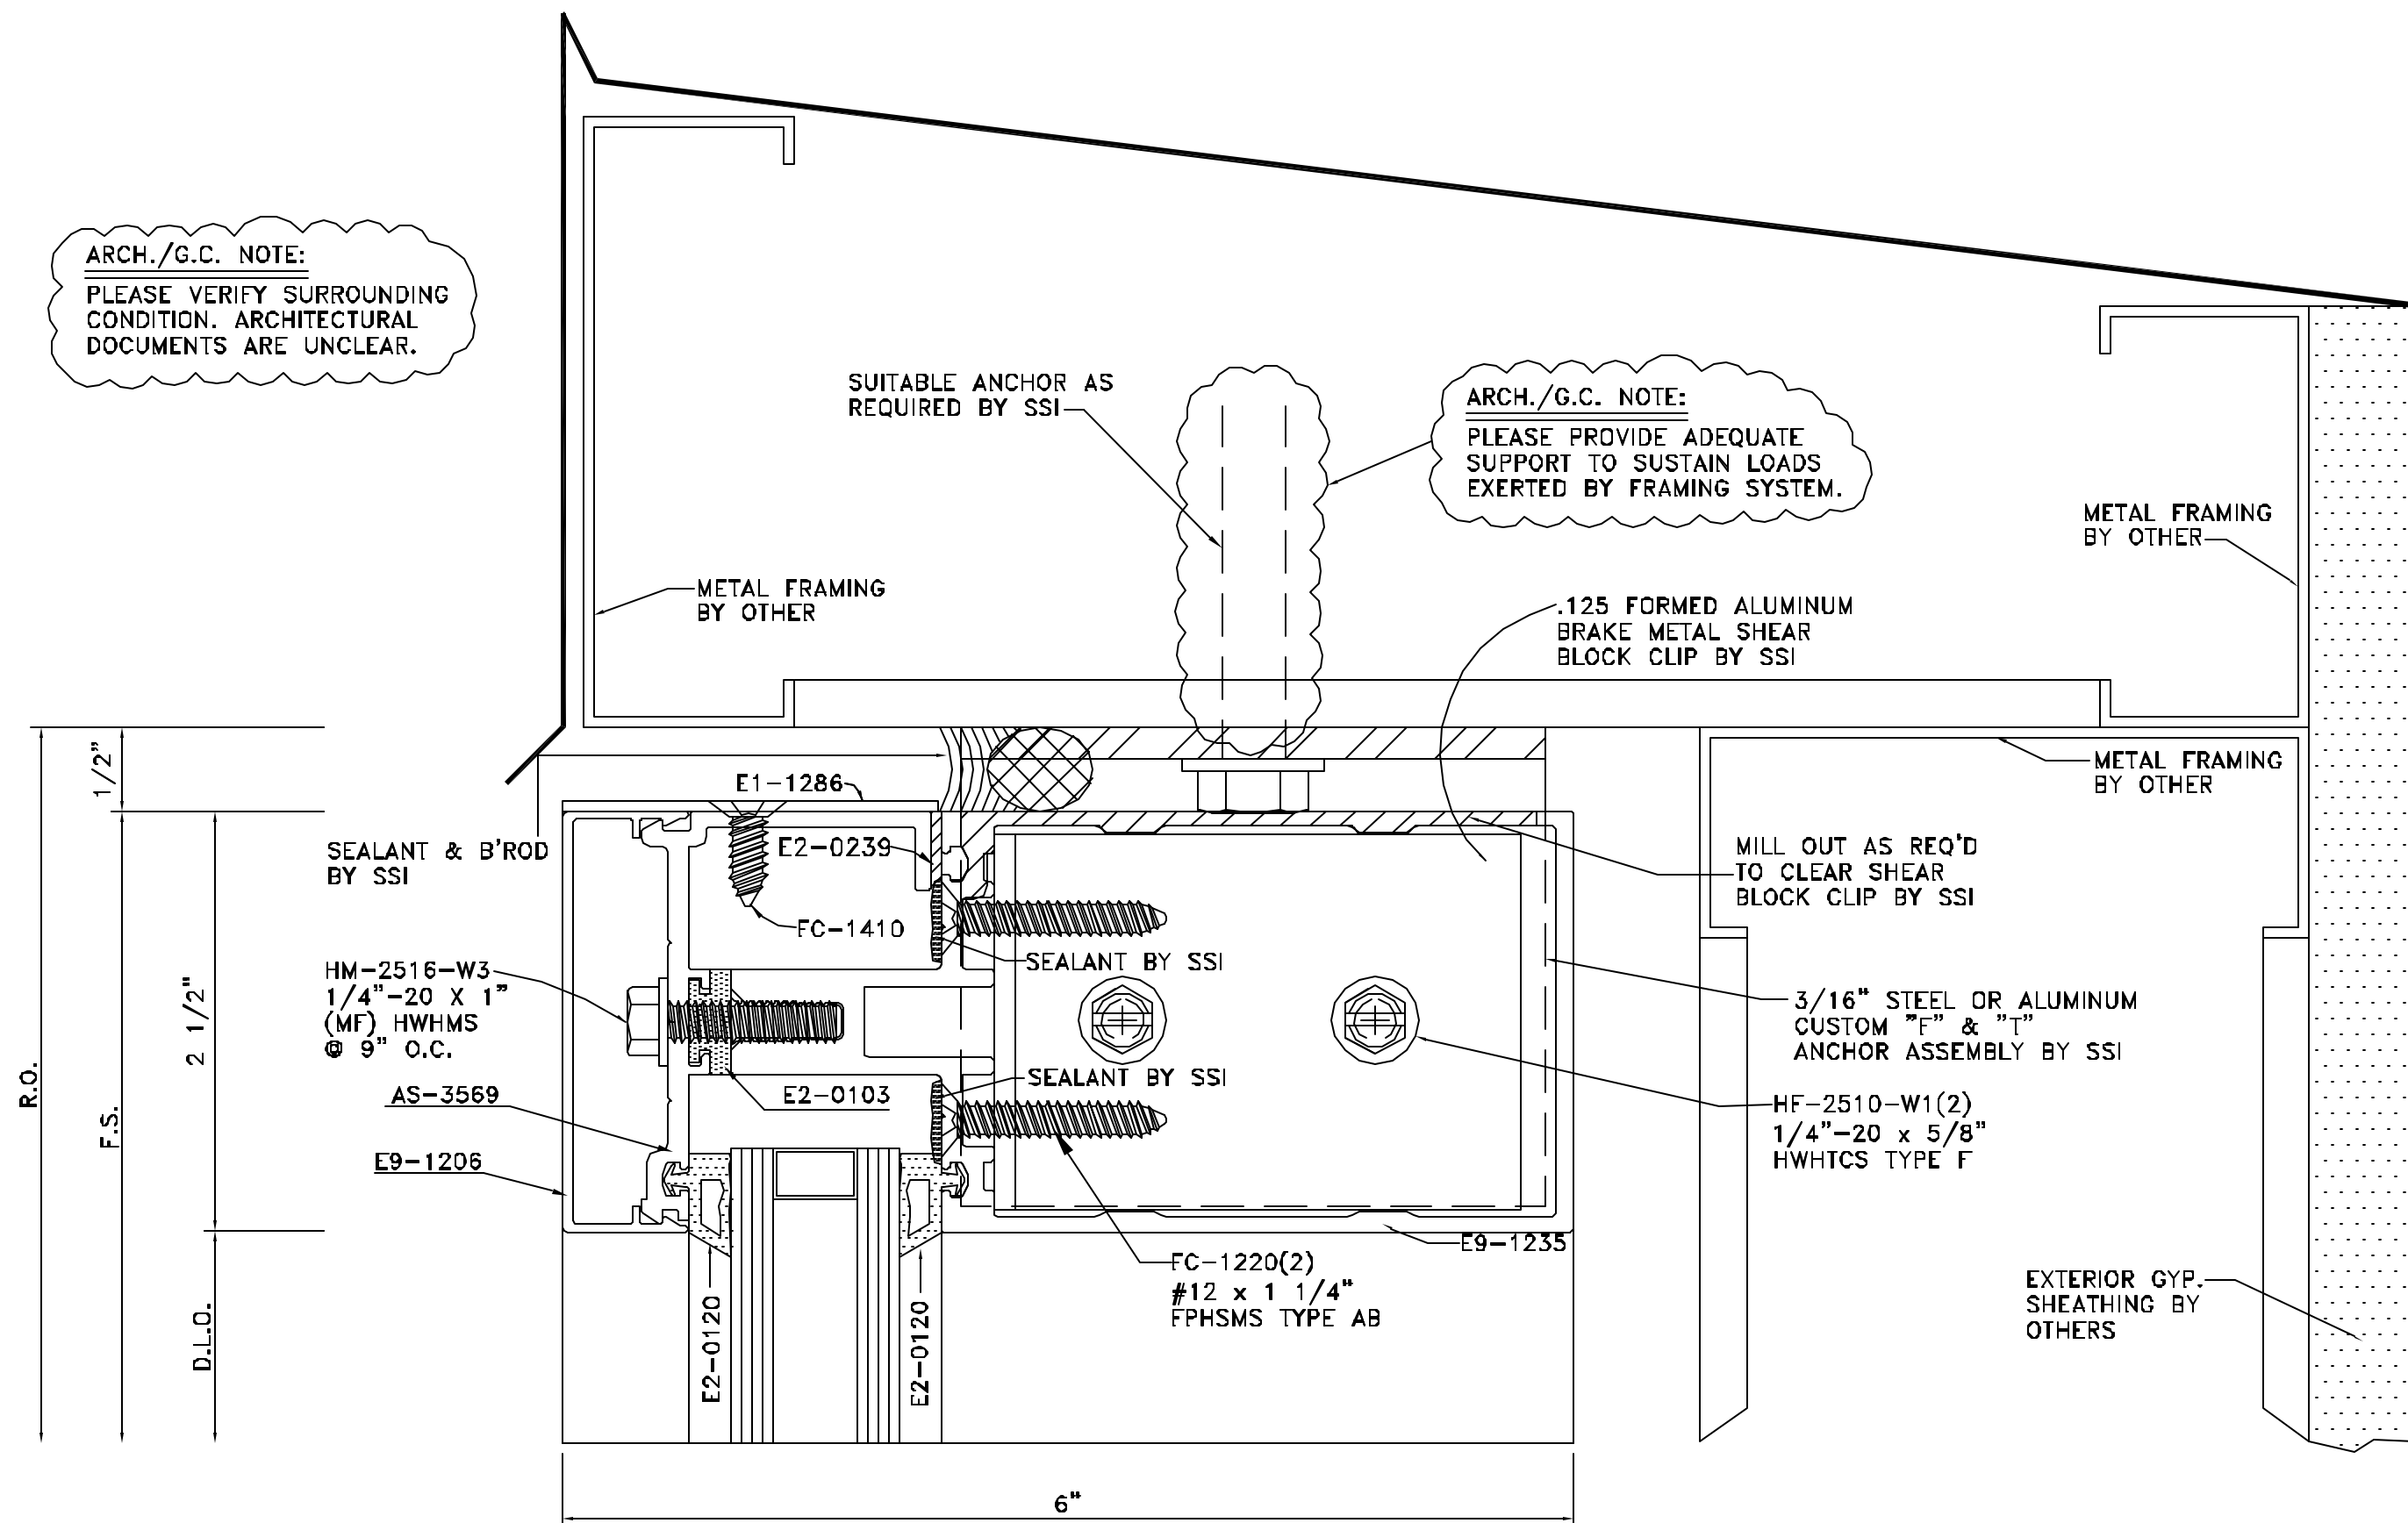 ARCH./G.C. NOTE:
PLEASE VERIFY SURROUNDING
CONDITION. ARCHITECTURAL
DOCUMENTS ARE UNCLEAR.
SUITABLE ANCHOR AS
REQUIRED BY SSI
ARCH./G.C. NOTE:
PLEASE PROVIDE ADEQUATE
SUPPORT TO SUSTAIN LOADS
EXERTED BY FRAMING SYSTEM.
METAL FRAMING
BY OTHER
METAL FRAMING
BY OTHER
.125 FORMED ALUMINUM
BRAKE METAL SHEAR
BLOCK CLIP BY SSI
METAL FRAMING
BY OTHER
1/2"
E1-1286
SEALANT & B'ROD
BY SSI
E2-0239
MILL OUT AS REQ'D
TO CLEAR SHEAR
BLOCK CLIP BY SSI
FC-1410
SEALANT BY SSI
HM-2516-W3
1/4"-20 X 1"
(MF) HWHMS
@ 9" O.C.
2 1/2"
R.O.
F.S.
3/16" STEEL OR ALUMINUM
CUSTOM "F" & "T"
ANCHOR ASSEMBLY BY SSI
SEALANT BY SSI
AS-3569
E2-0103
HF-2510-W1(2)
1/4"-20 x 5/8"
HWHTCS TYPE F
E9-1206
E9-1235
FC-1220(2)
#12 x 1 1/4"
FPHSMS TYPE AB
D.L.O.
E2-0120
E2-0120
EXTERIOR GYP.
SHEATHING BY
OTHERS
6"